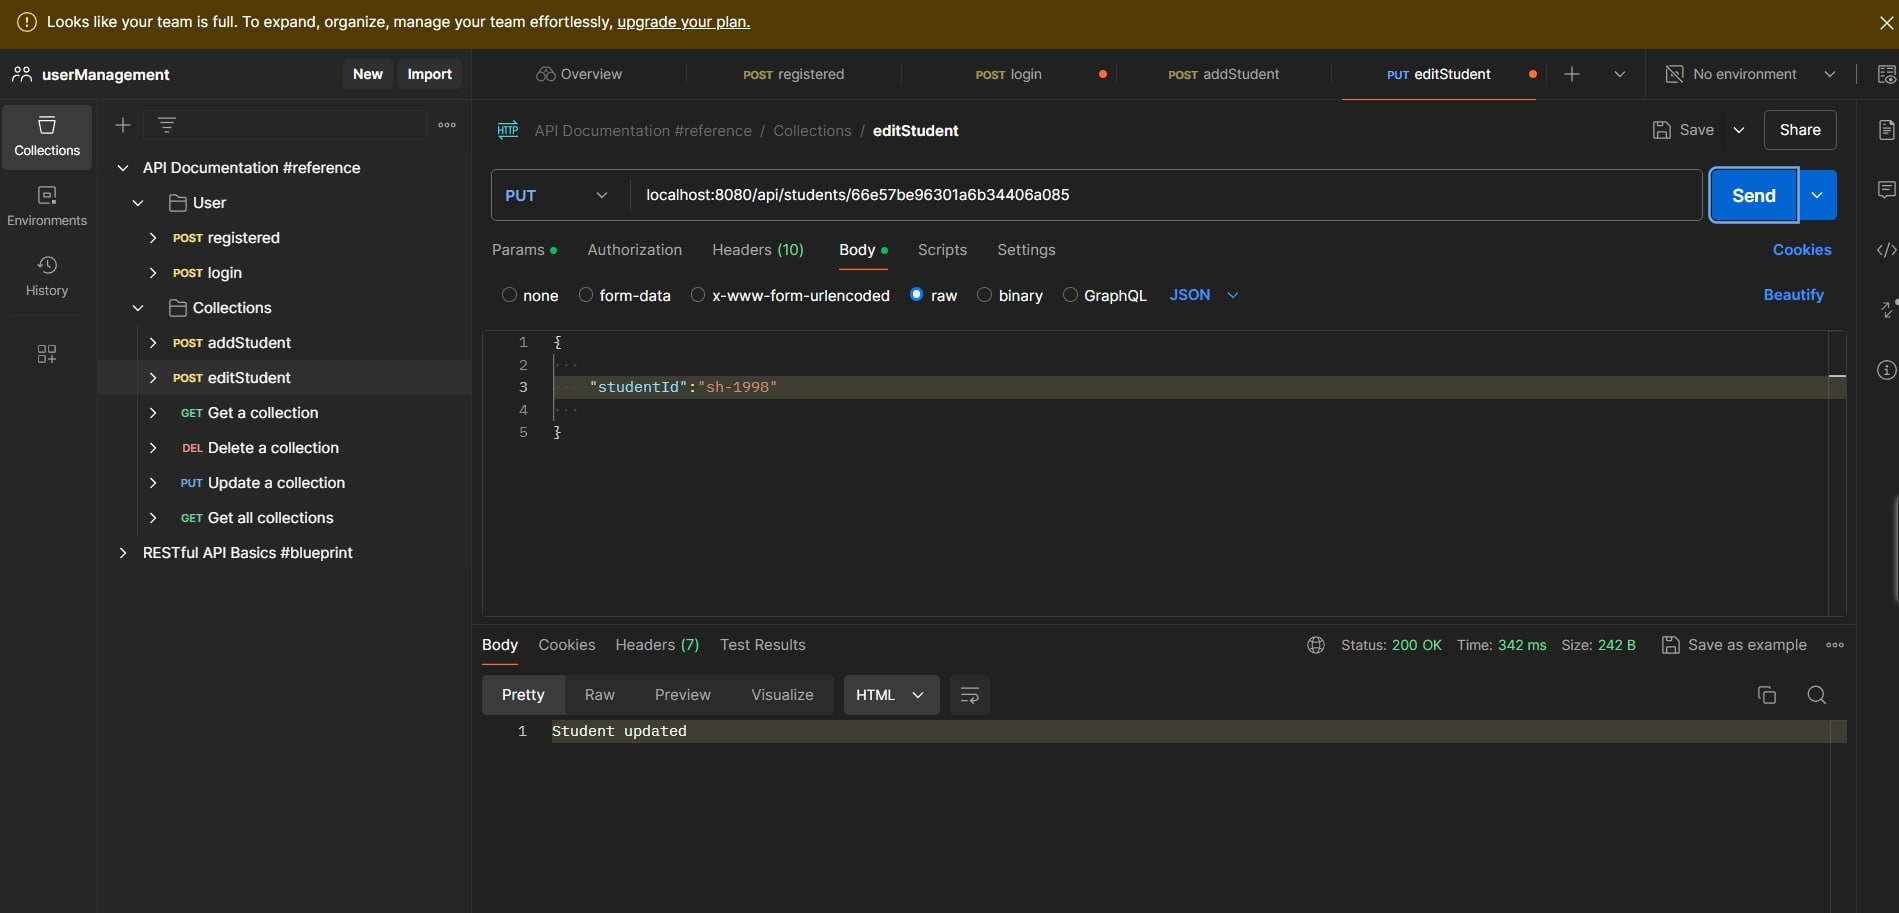 Looks like your team is full. To expand, organize, manage your team effortlessly, upgrade your plan.
userManagement New Import
Overview POST registered POST login POST addStudent PUT editStudent No environment
Collections
Environments
History
API Documentation #reference
User
POST registered
POST login
Collections
POST addStudent
POST editStudent
GET Get a collection
DEL Delete a collection
PUT Update a collection
GET Get all collections
RESTful API Basics #blueprint
HTTP API Documentation #reference / Collections / editStudent Save Share
PUT localhost:8080/api/students/66e57be96301a6b34406a085 Send
Params Authorization Headers (10) Body Scripts Settings Cookies
none form-data x-www-form-urlencoded raw binary GraphQL JSON Beautify
1 {
2
3 "studentId":"sh-1998"
4
5 }
Body Cookies Headers (7) Test Results Status: 200 OK Time: 342 ms Size: 242 B Save as example
Pretty Raw Preview Visualize HTML
1 Student updated